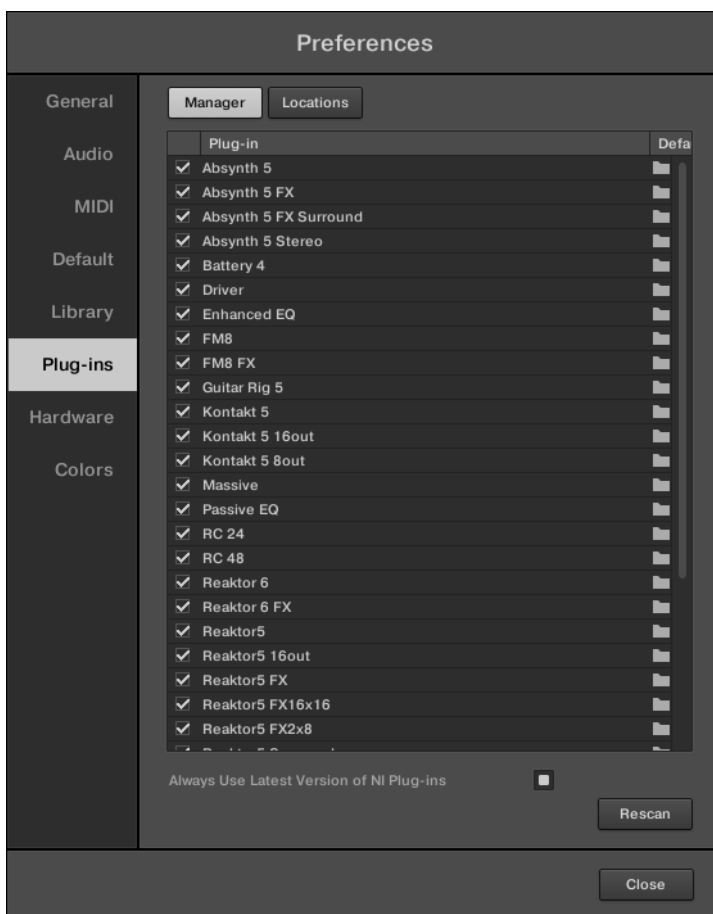 Preferences
General
Audio
MIDI
Default
Library
Plug-ins
Hardware
Colors
Manager Locations
Plug-in Defa
Absynth 5
Absynth 5 FX
Absynth 5 FX Surround
Absynth 5 Stereo
Battery 4
Driver
Enhanced EQ
FM8
FM8 FX
Guitar Rig 5
Kontakt 5
Kontakt 5 16out
Kontakt 5 8out
Massive
Passive EQ
RC 24
RC 48
Reaktor 6
Reaktor 6 FX
Reaktor5
Reaktor5 16out
Reaktor5 FX
Reaktor5 FX16x16
Reaktor5 FX2x8
Always Use Latest Version of NI Plug-ins
Rescan
Close